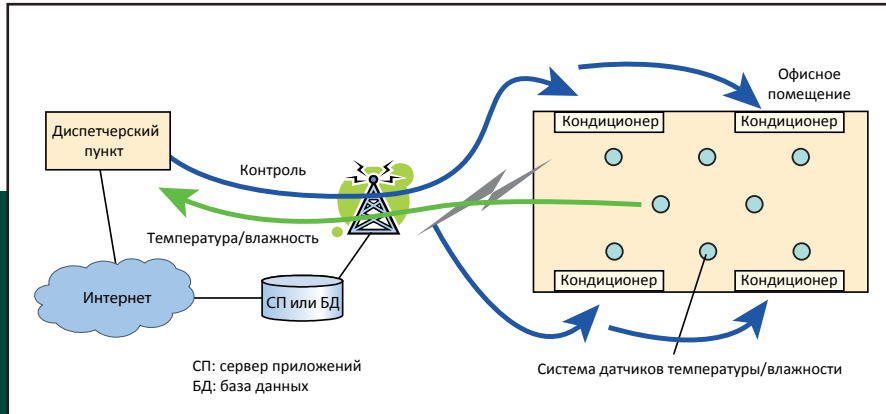 Офисное
помещение
Диспетчерский
пункт
Кондиционер
Кондиционер
Контроль
Температура/влажность
Интернет
СП или БД
Кондиционер
Кондиционер
СП: сервер приложений
БД: база данных
Система датчиков температуры/влажности